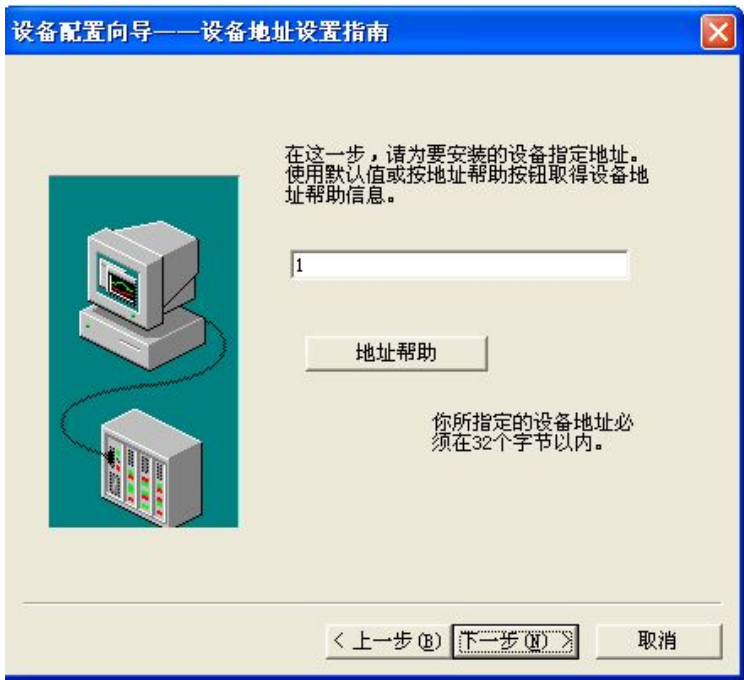 设备配置向导——设备地址设置指南
在这一步，请为要安装的设备指定地址。
使用默认值或按地址帮助按钮取得设备地
址帮助信息。
1
地址帮助
你所指定的设备地址必
须在32个字节以内。
< 上一步(B) 下一步(N) > 取消